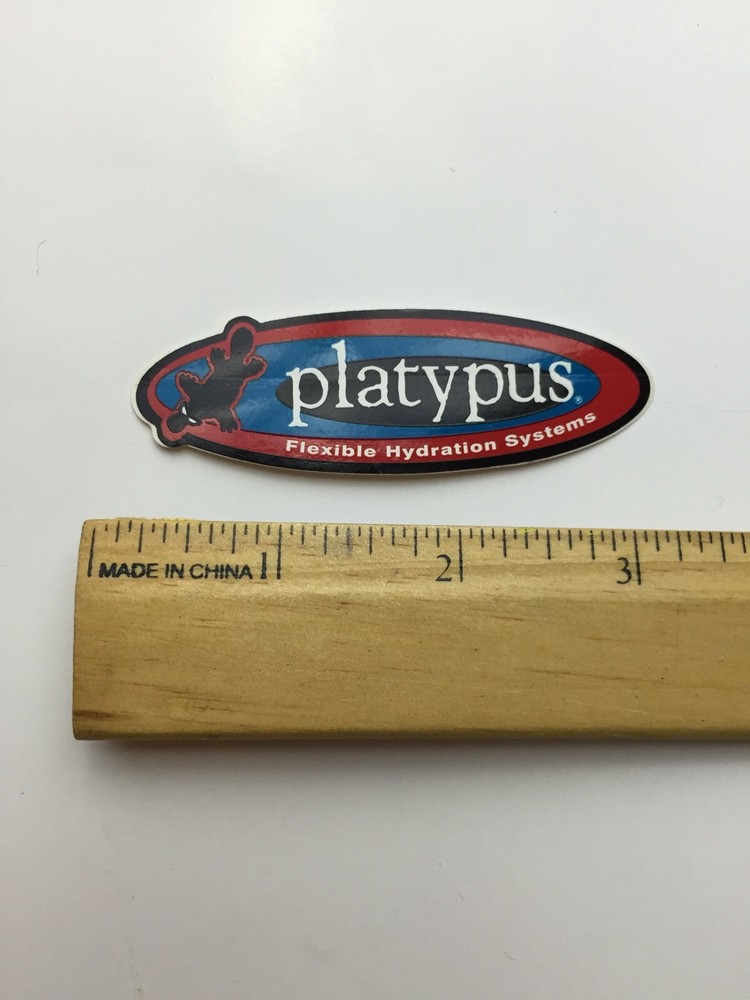 platypus®
Flexible Hydration Systems
MADE IN CHINA 1 2 3